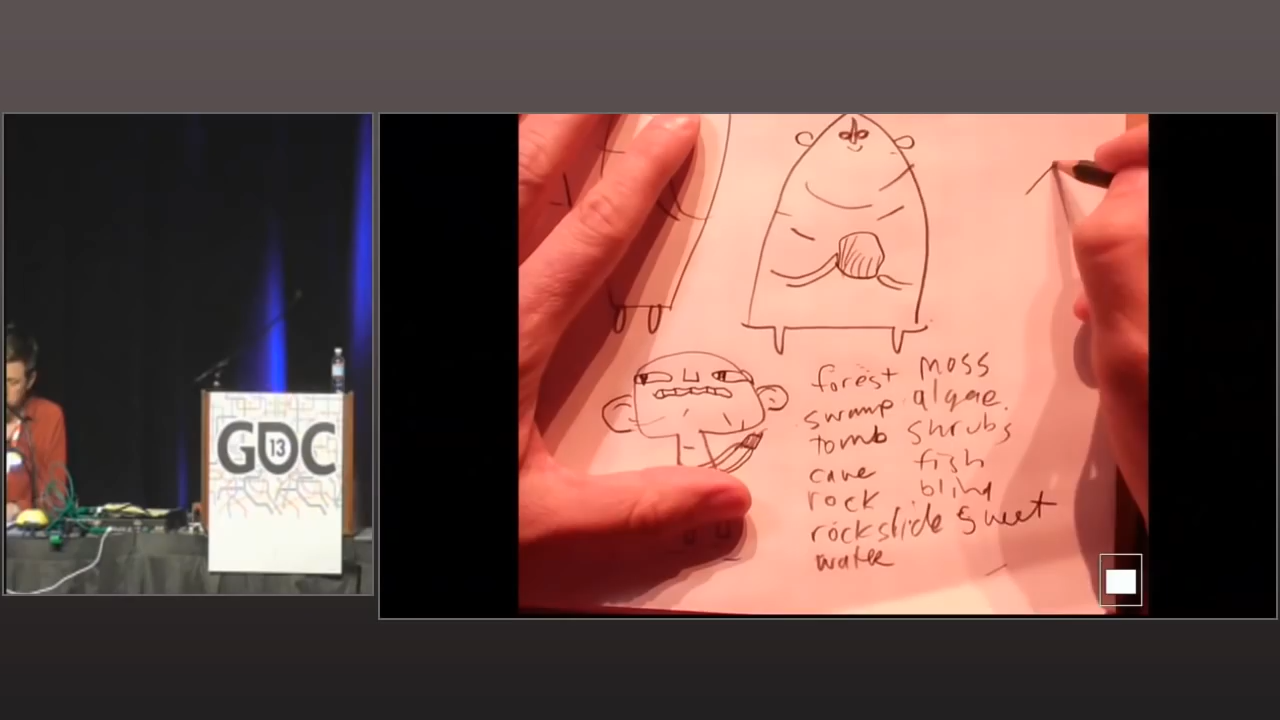 GDC
13
forest moss
swamp algae
tomb shrubs
cave fish
rock blind
rockslide sweet
water